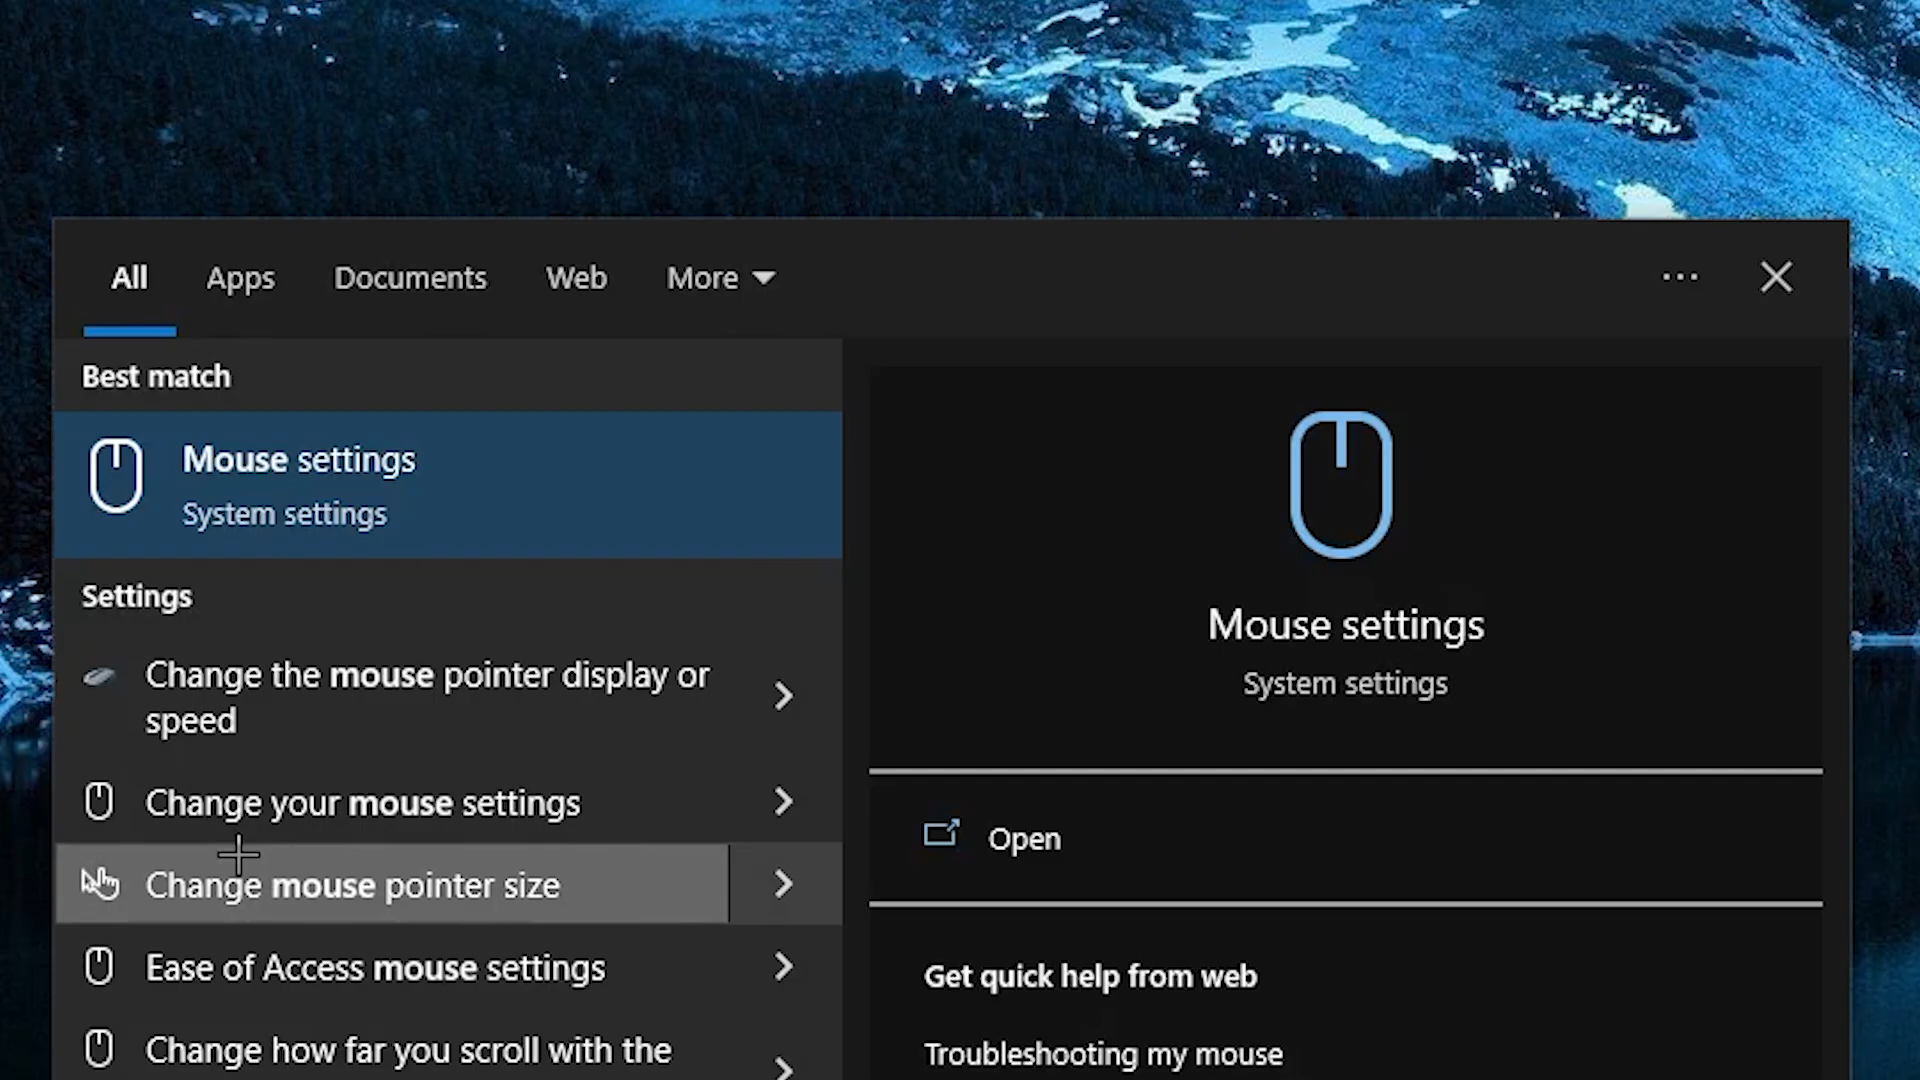 All Apps Documents Web More ...
Best match
Mouse settings
System settings
Settings
Change the mouse pointer display or
speed
Change your mouse settings
Change mouse pointer size
Ease of Access mouse settings
Change how far you scroll with the
Mouse settings
System settings
Open
Get quick help from web
Troubleshooting my mouse